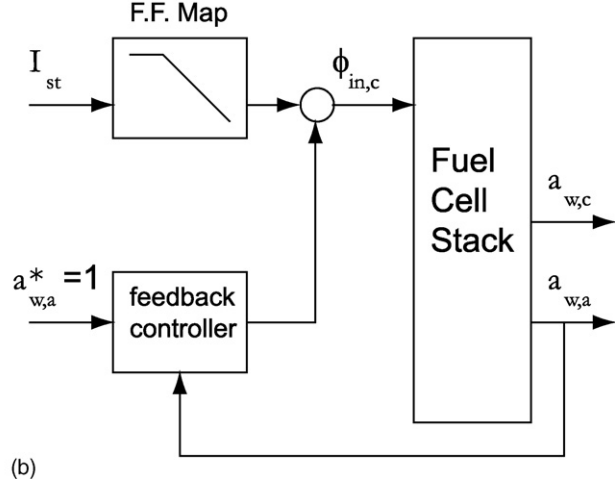 F.F. Map
I st
ϕ in,c
Fuel
Cell
Stack
a w,c
a* w,a =1
feedback
controller
a w,a
(b)